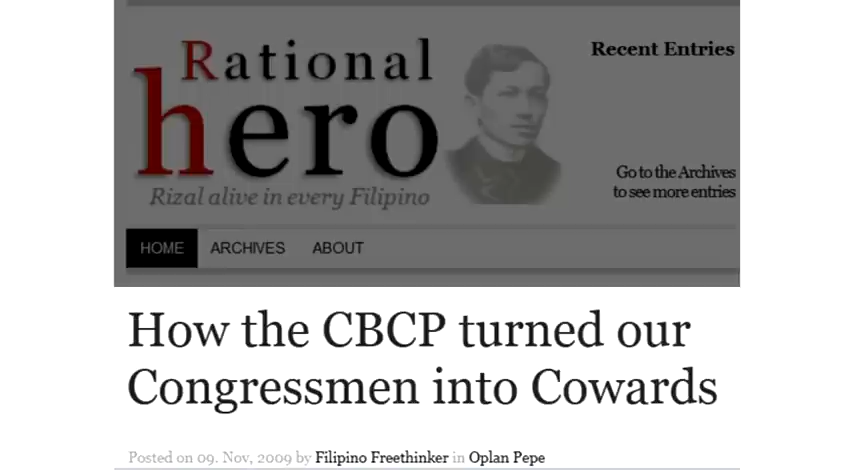 Rational
hero
Rizal alive in every Filipino
Recent Entries
Go to the Archives
to see more entries
HOME ARCHIVES ABOUT
How the CBCP turned our
Congressmen into Cowards
Posted on 09. Nov, 2009 by Filipino Freethinker in Oplan Pepe